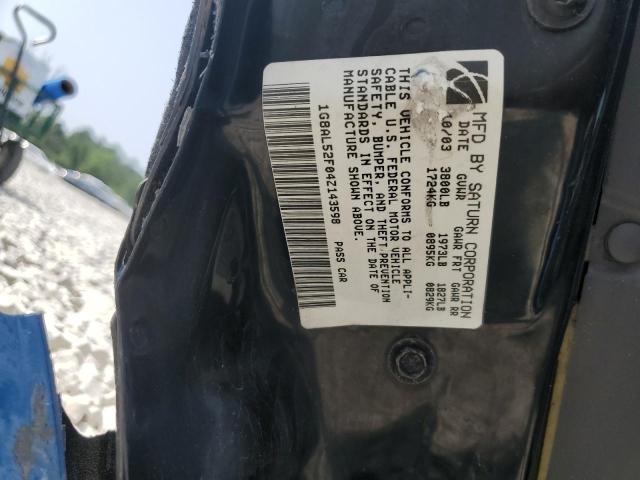 MFD BY SATURN CORPORATION
DATE GVWR GAWR FRT GAWR RR
10/03 3800LB 1973LB 1827LB
1724KG 0895KG 0829KG
THIS VEHICLE CONFORMS TO ALL APPLI-
CABLE U.S. FEDERAL MOTOR VEHICLE
SAFETY, BUMPER, AND THEFT PREVENTION
STANDARDS IN EFFECT ON THE DATE OF
MANUFACTURE SHOWN ABOVE.
1G8AL52F04Z143598 PASS CAR